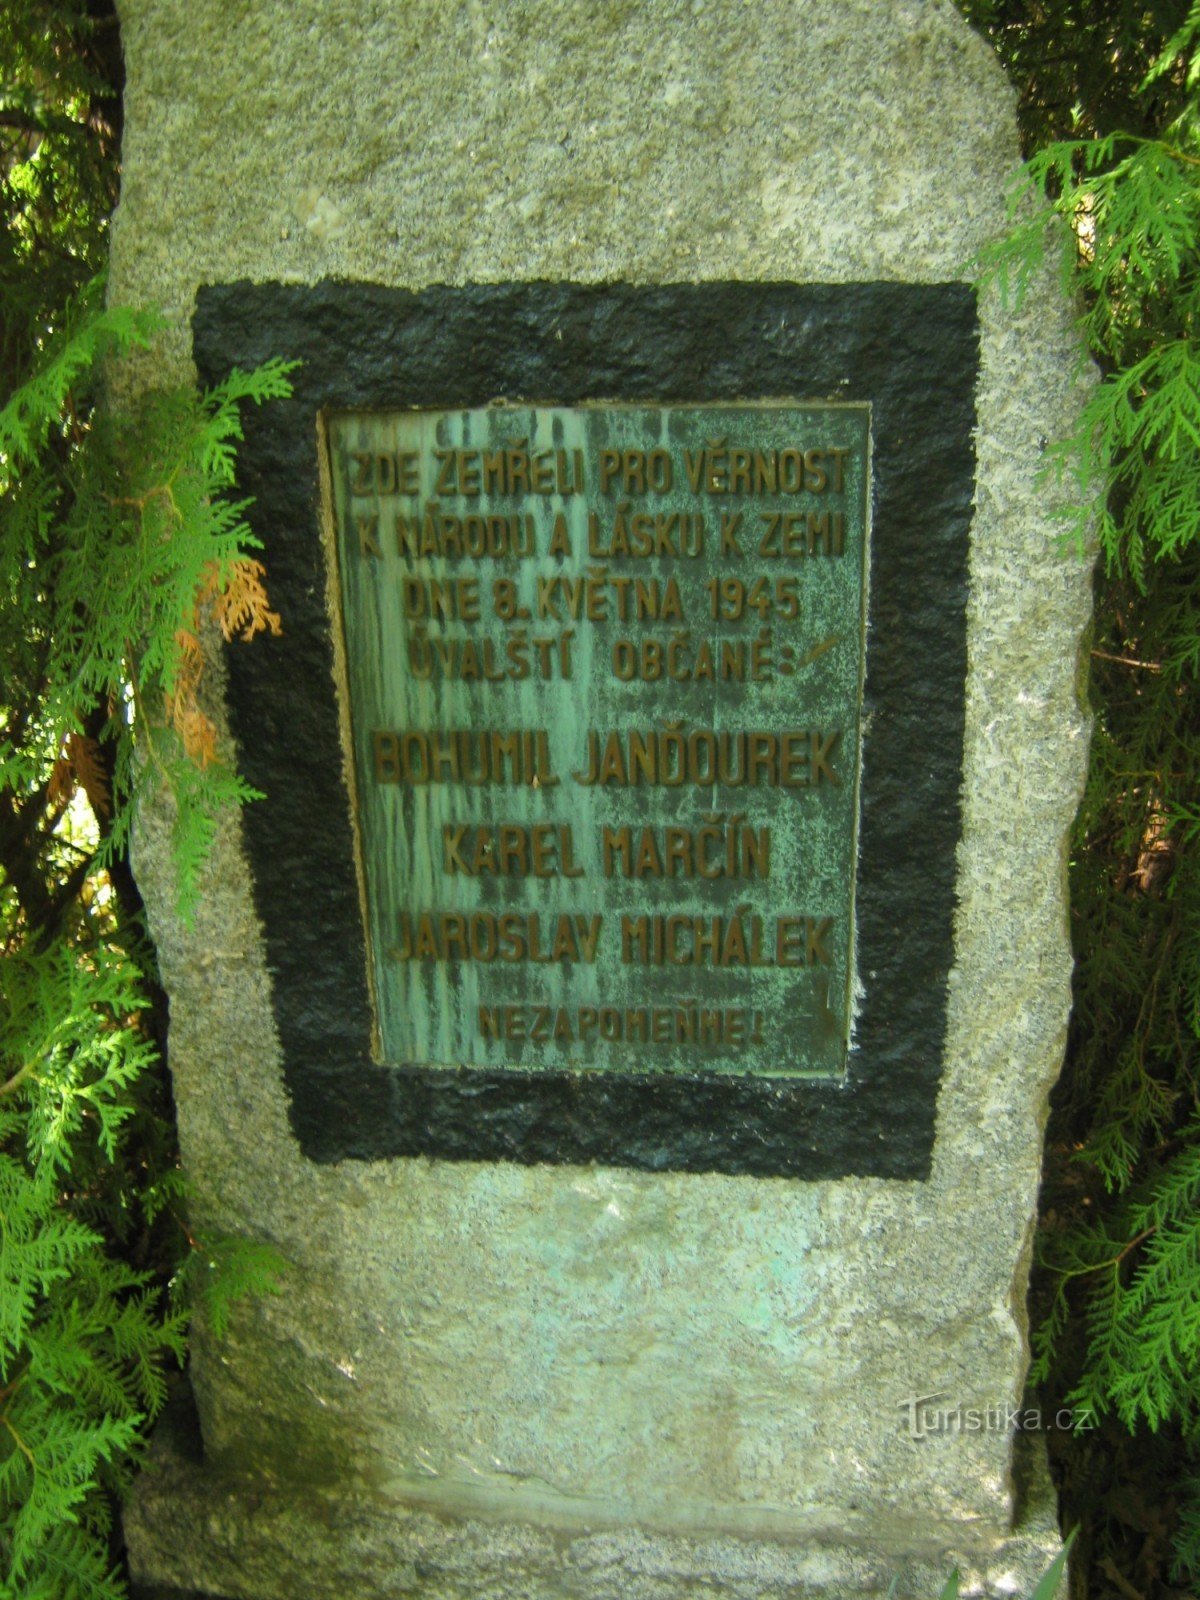 ZDE ZEMŘELI PRO VĚRNOST
K NÁRODU A LÁSKU K ZEMI
DNE 8. KVĚTNA 1945
ÚVALŠTÍ OBČANÉ:
BOHUMIL JANĎOUREK
KAREL MARČÍN
JAROSLAV MICHÁLEK
NEZAPOMEŇME!
Turistika.cz